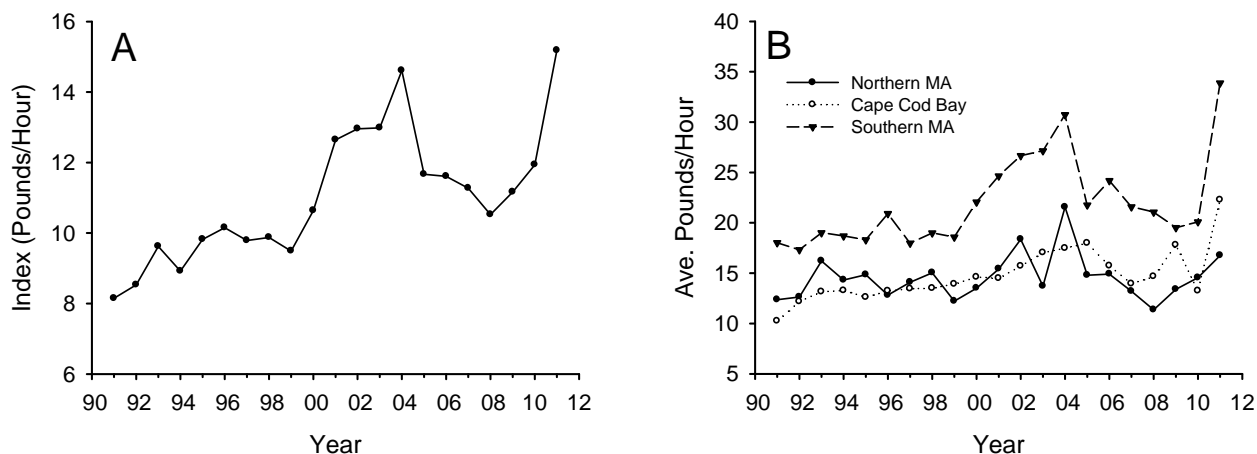 A
Index (Pounds/Hour)
16
14
12
10
8
6
90 92 94 96 98 00 02 04 06 08 10 12
Year
B
Ave. Pounds/Hour
40
35
30
25
20
15
10
5
Northern MA
Cape Cod Bay
Southern MA
90 92 94 96 98 00 02 04 06 08 10 12
Year